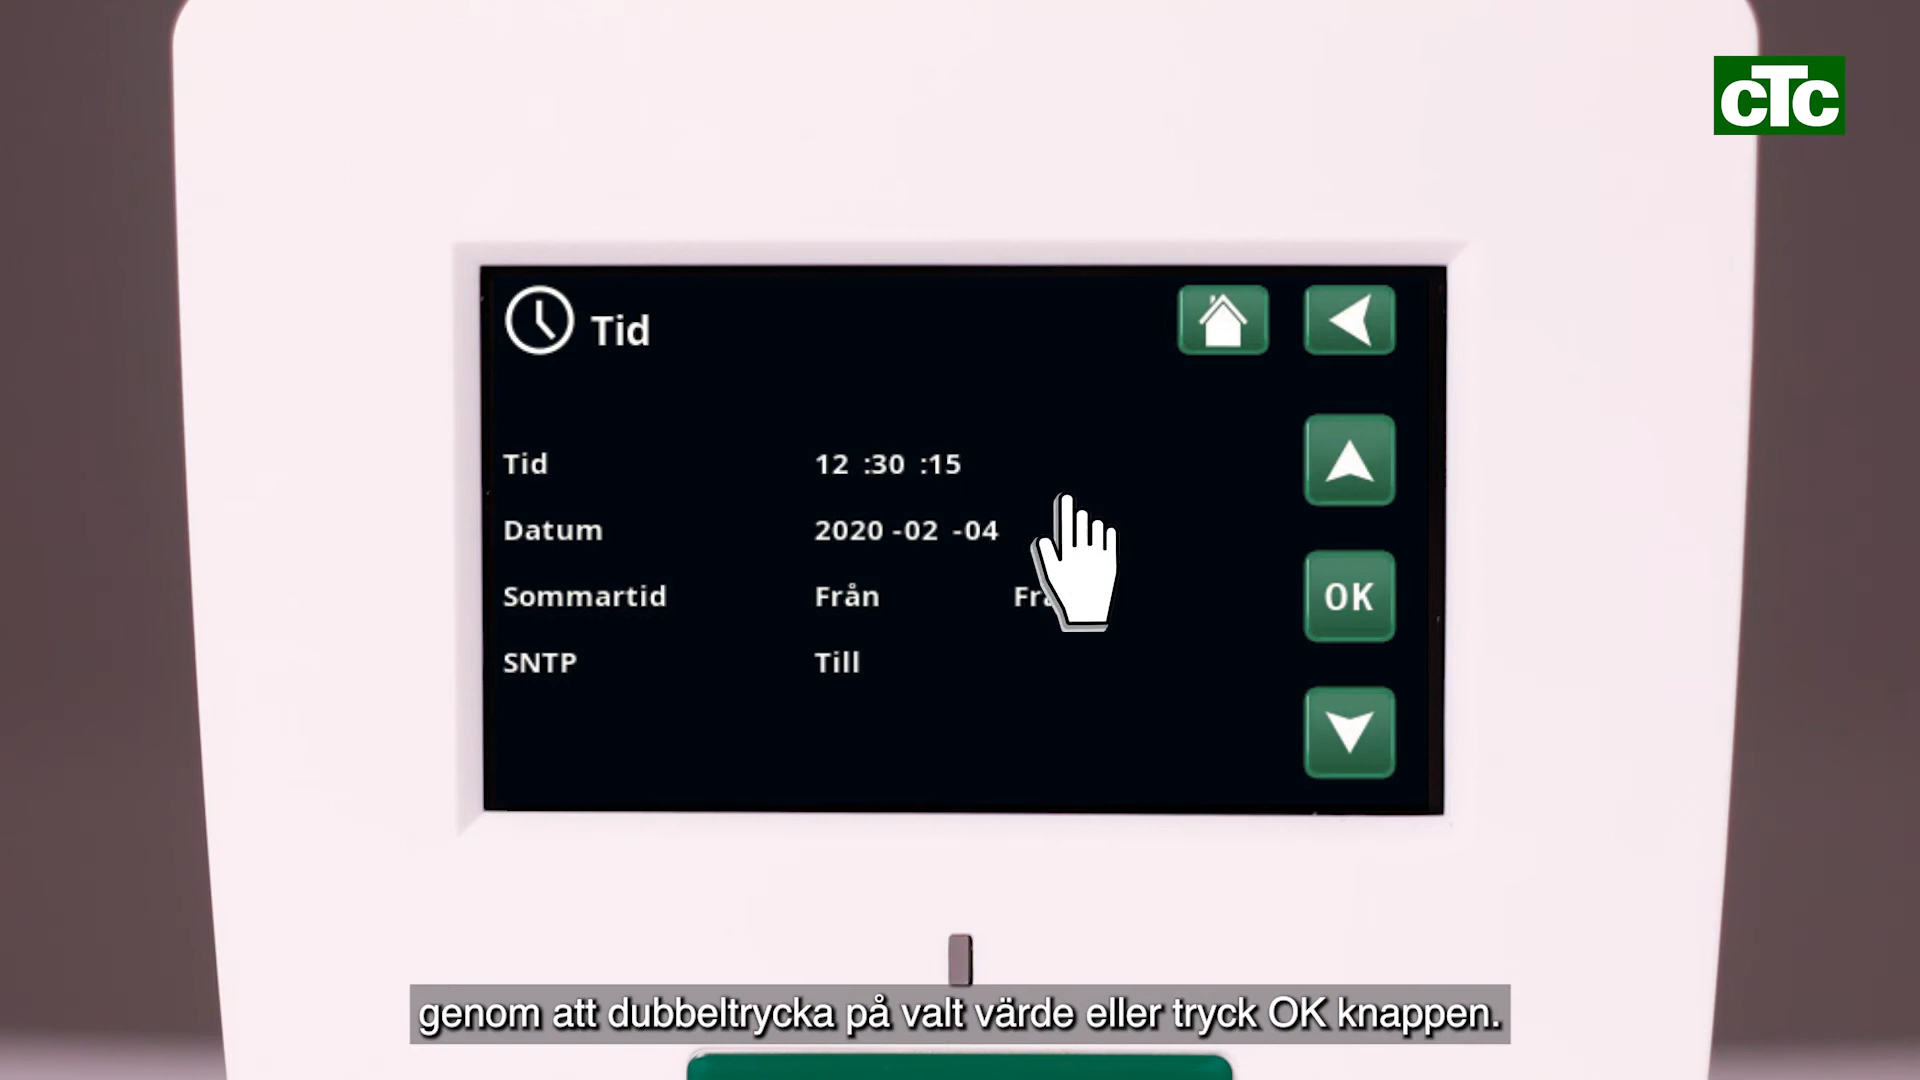 cTc
Tid
Tid 12 :30 :15
Datum 2020 -02 -04
Sommartid Från
SNTP Till
OK
genom att dubbeltrycka på valt värde eller tryck OK knappen.